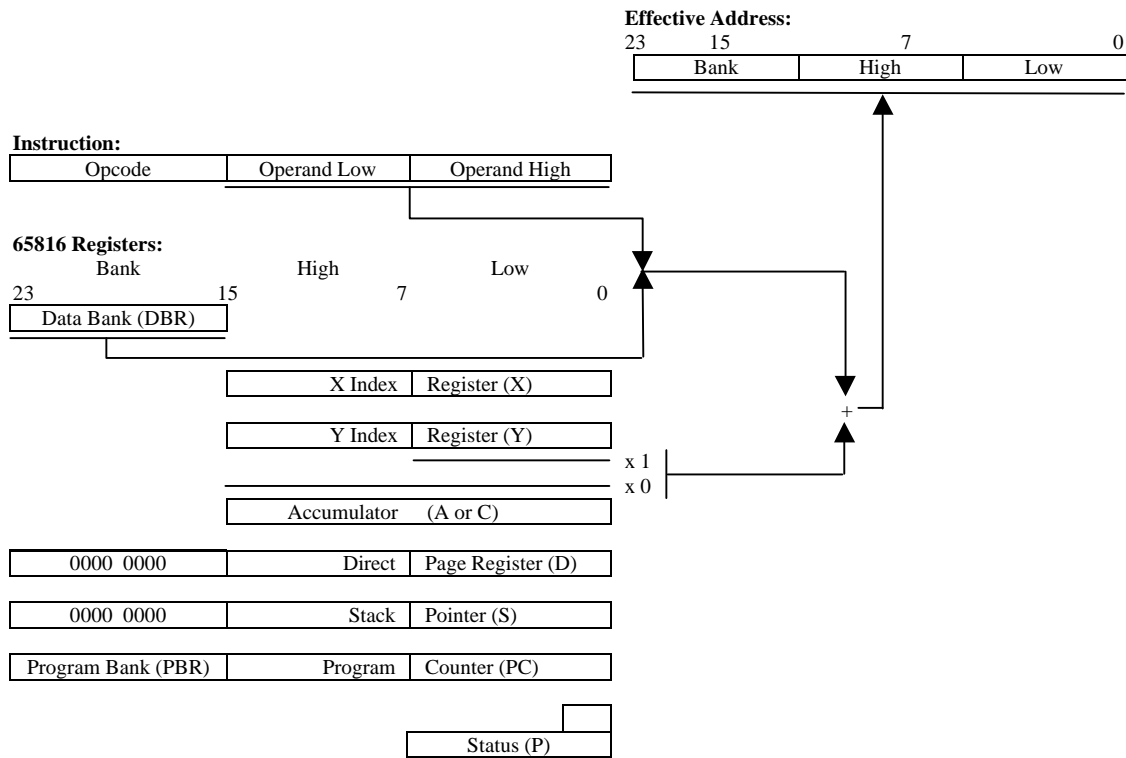 Effective Address:
23 15 7 0
Bank High Low
Instruction:
Opcode Operand Low Operand High
65816 Registers:
Bank High Low
23 15 7 0
Data Bank (DBR)
X Index Register (X)
+
Y Index Register (Y)
x 1
x 0
Accumulator (A or C)
0000 0000 Direct Page Register (D)
0000 0000 Stack Pointer (S)
Program Bank (PBR) Program Counter (PC)
Status (P)